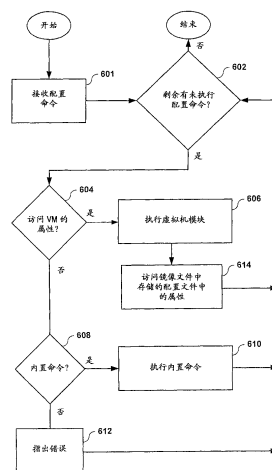 开始
结束
否
601
602
接收配置
命令
剩余有未执行
配置命令?
是
604
606
访问 VM 的
属性?
是
执行虚拟机模块
614
访问镜像文件中
存储的配置文件中
的属性
否
608
610
内置命令?
是
执行内置命令
否
612
指出错误